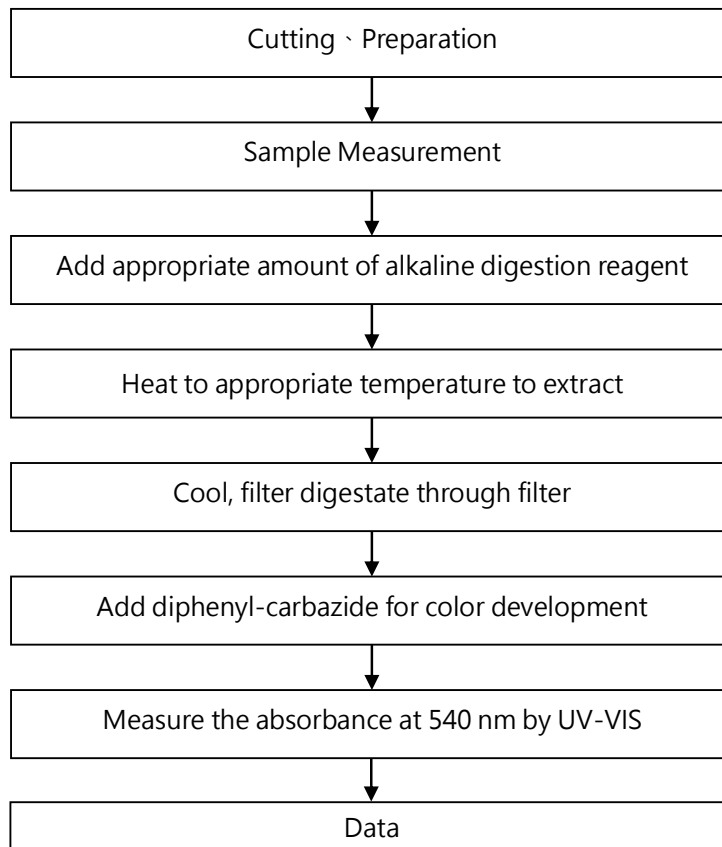 Cutting、Preparation
Sample Measurement
Add appropriate amount of alkaline digestion reagent
Heat to appropriate temperature to extract
Cool, filter digestate through filter
Add diphenyl-carbazide for color development
Measure the absorbance at 540 nm by UV-VIS
Data